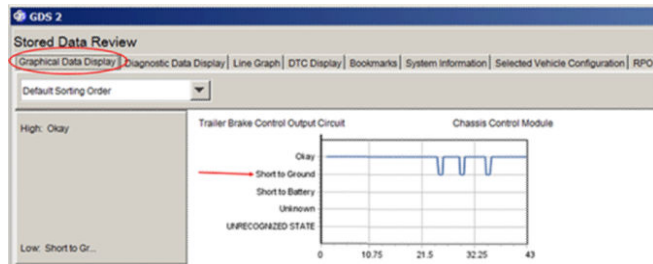 GDS 2
Stored Data Review
Graphical Data Display Diagnostic Data Display Line Graph DTC Display Bookmarks System Information Selected Vehicle Configuration RPO
Default Sorting Order
High: Okay
Low: Short to Gr...
Trailer Brake Control Output Circuit Chassis Control Module
Okay
Short to Ground
Short to Battery
Unknown
UNRECOGNIZED STATE
0 10.75 21.5 32.25 43